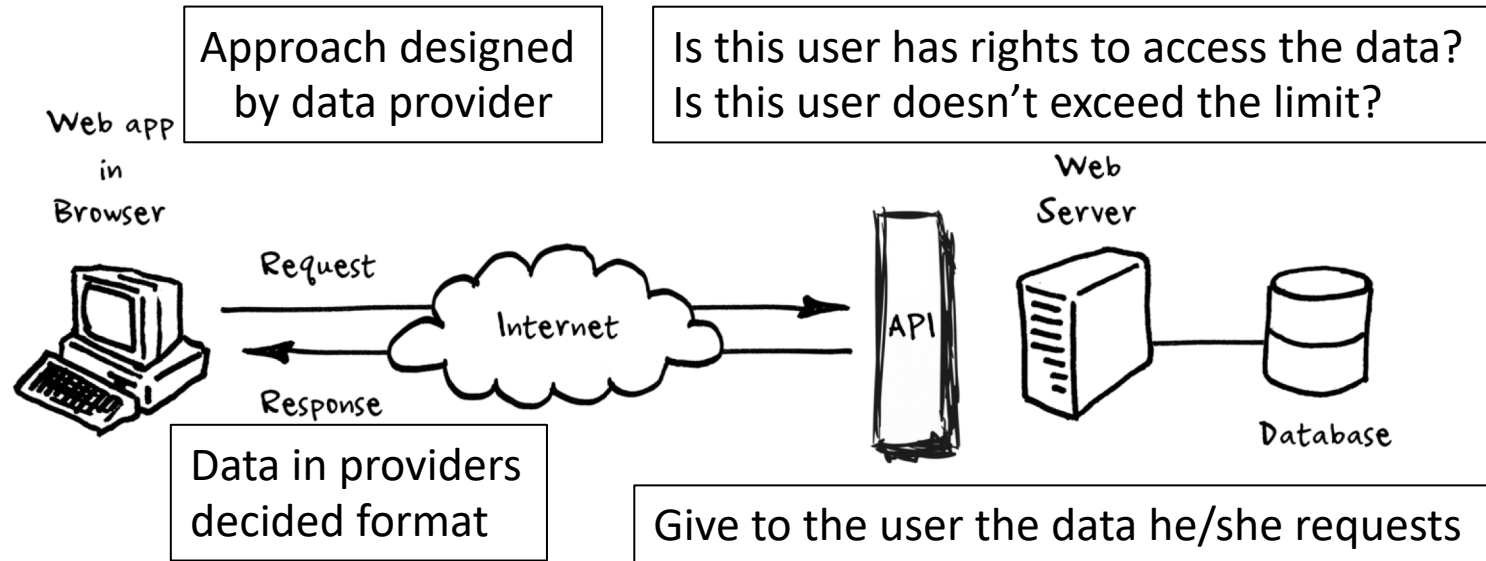 Approach designed
by data provider
Is this user has rights to access the data?
Is this user doesn’t exceed the limit?
Web app
in
Browser
Web
Server
Request
Internet
API
Response
Database
Data in providers
decided format
Give to the user the data he/she requests